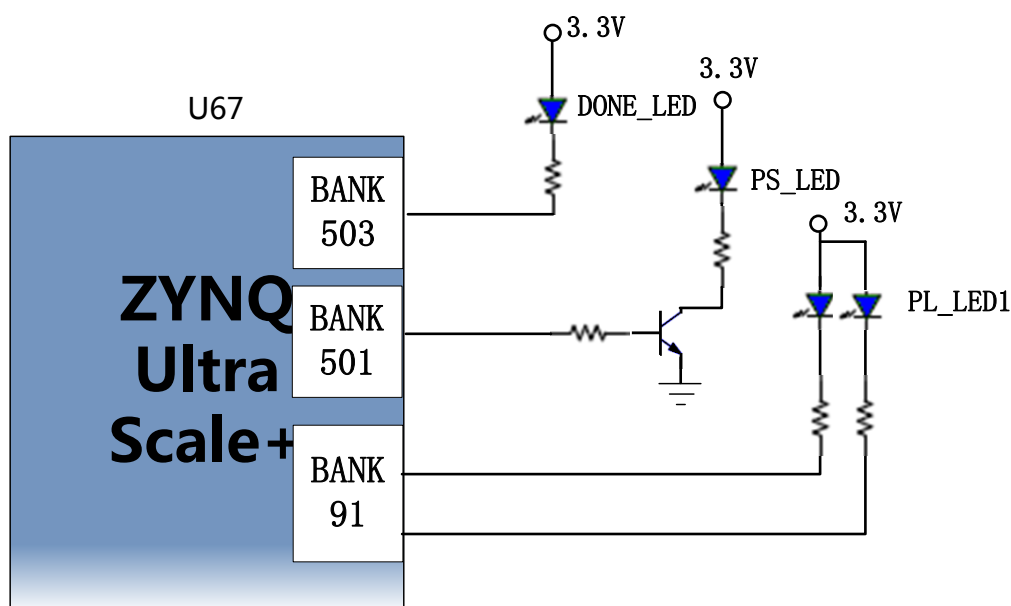 3.3V
DONE_LED
3.3V
PS_LED
3.3V
PL_LED1
U67
BANK
503
BANK
501
BANK
91
ZYNQ
Ultra
Scale+